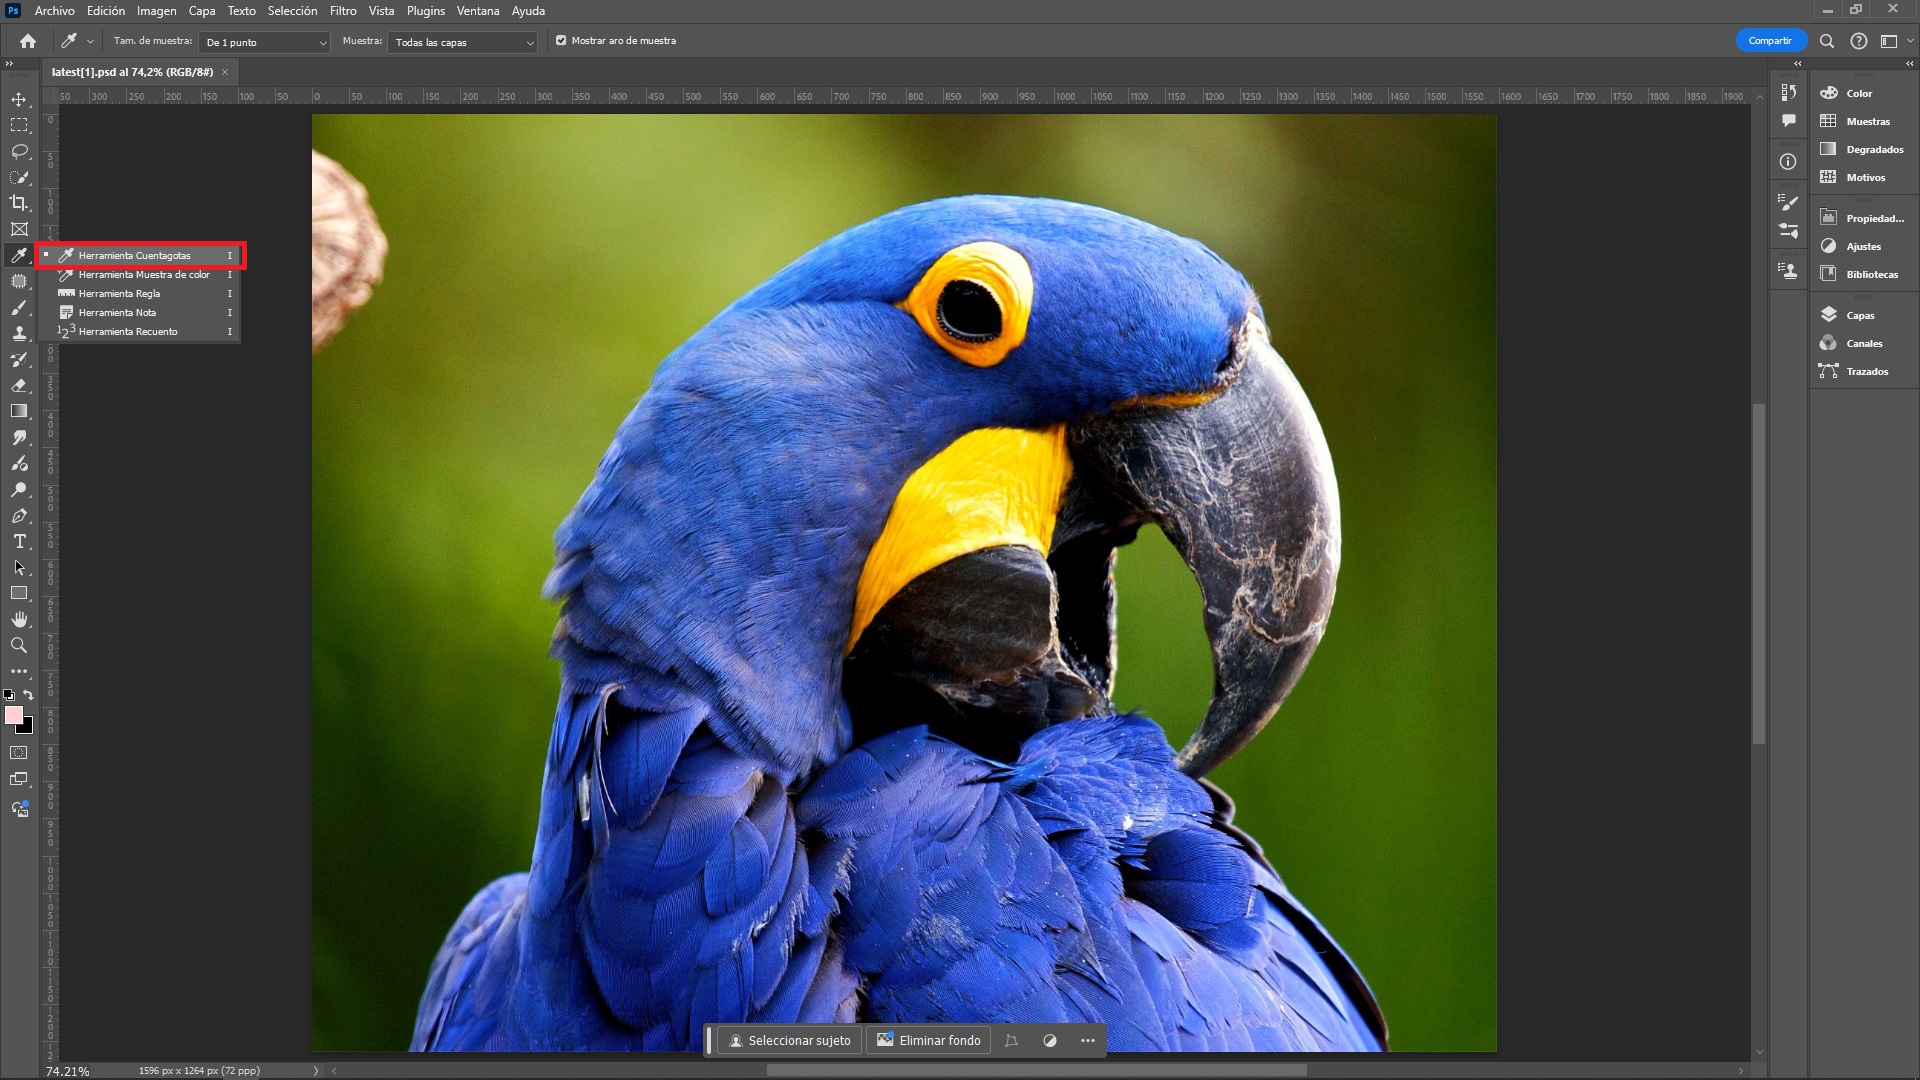 Ps Archivo Edición Imagen Capa Texto Selección Filtro Vista Plugins Ventana Ayuda
Tam. de muestra: De 1 punto Muestra: Todas las capas Mostrar aro de muestra Compartir
latest[1].psd al 74,2% (RGB/8#) ×
50 300 250 200 150 100 50 0 50 100 150 200 250 300 350 400 450 500 550 600 650 700 750 800 850 900 950 1000 1050 1100 1150 1200 1250 1300 1350 1400 1450 1500 1550 1600 1650 1700 1750 1800 1850 1900
Herramienta Cuentagotas I
Herramienta Muestra de color I
Herramienta Regla I
Herramienta Nota I
Herramienta Recuento I
Color
Muestras
Degradados
Motivos
Propiedad...
Ajustes
Bibliotecas
Capas
Canales
Trazados
Seleccionar sujeto Eliminar fondo
74.21% 1596 px x 1264 px (72 ppp)